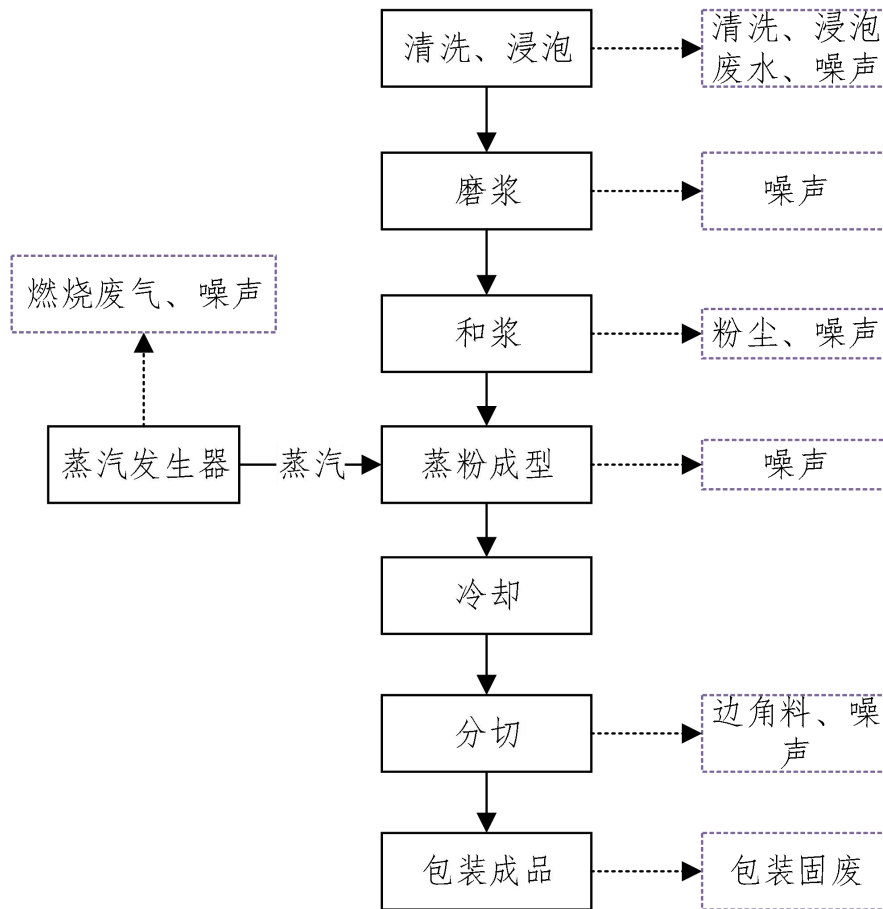 清洗、浸泡
清洗、浸泡
废水、噪声
磨浆
噪声
燃烧废气、噪声
和浆
粉尘、噪声
蒸汽发生器
蒸汽
蒸粉成型
噪声
冷却
分切
边角料、噪
声
包装成品
包装固废